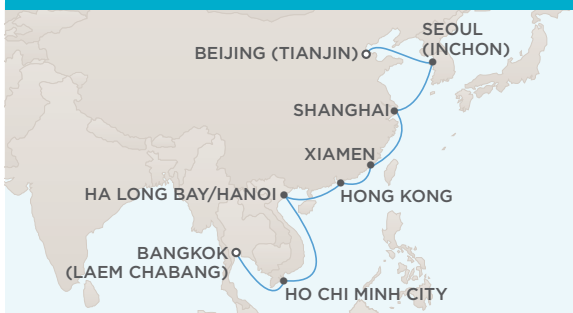 SEOUL
(INCHON)
BEIJING (TIANJIN)
SHANGHAI
XIAMEN
HA LONG BAY/HANOI
HONG KONG
BANGKOK
(LAEM CHABANG)
HO CHI MINH CITY